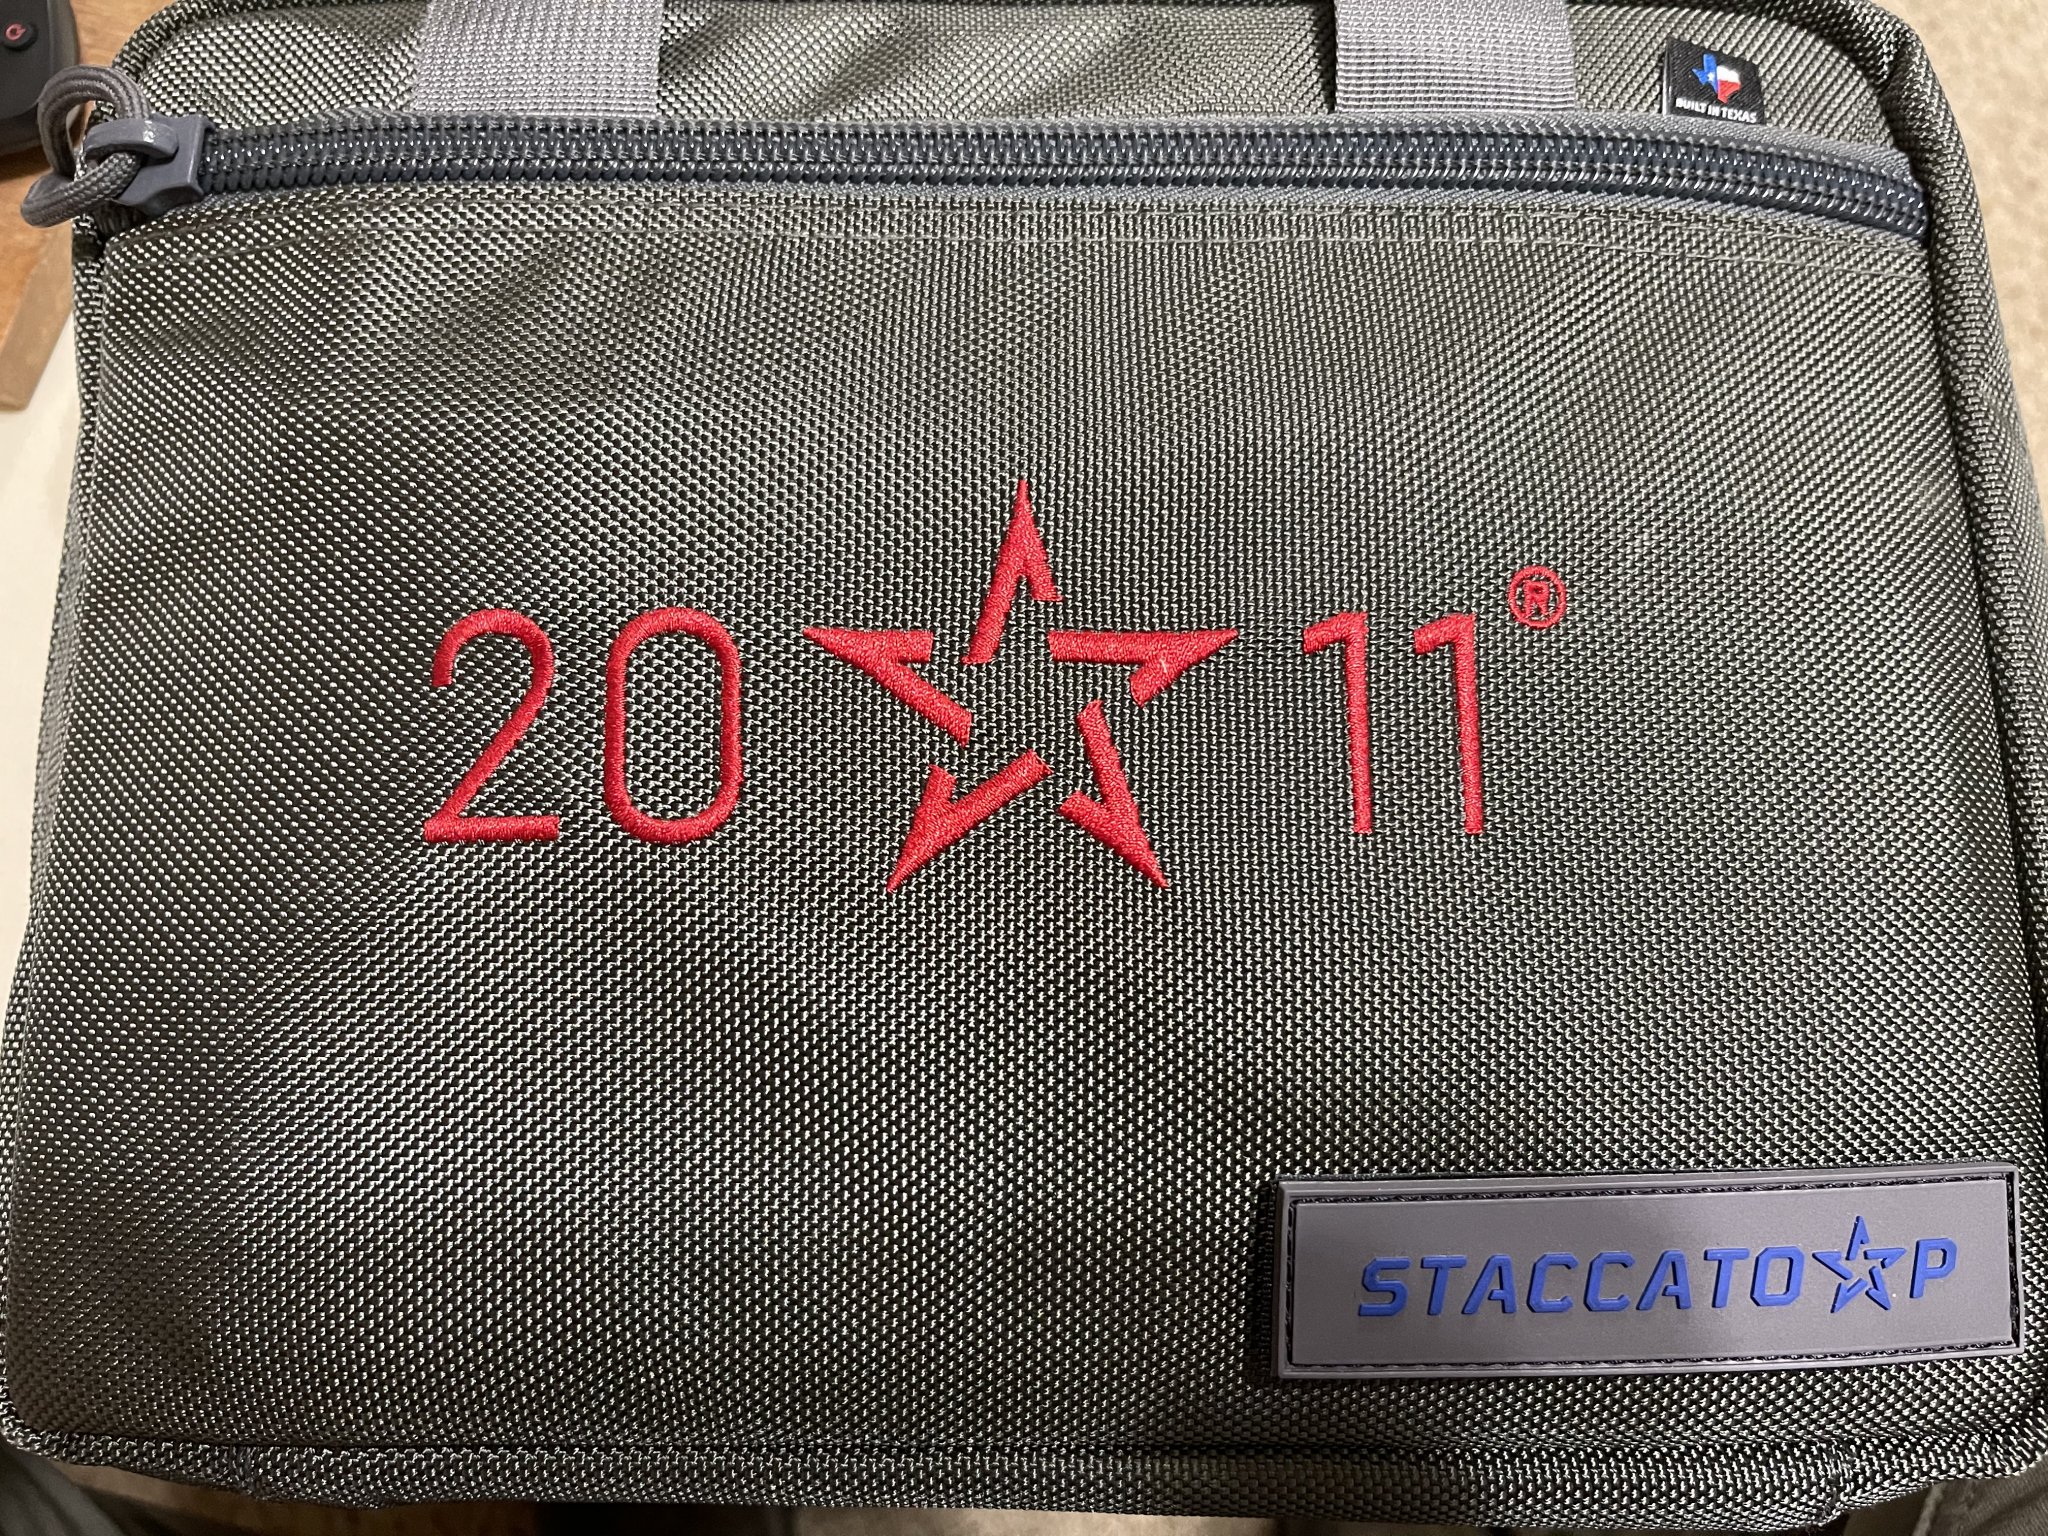 BUILT IN TEXAS
20 11®
STACCATO P